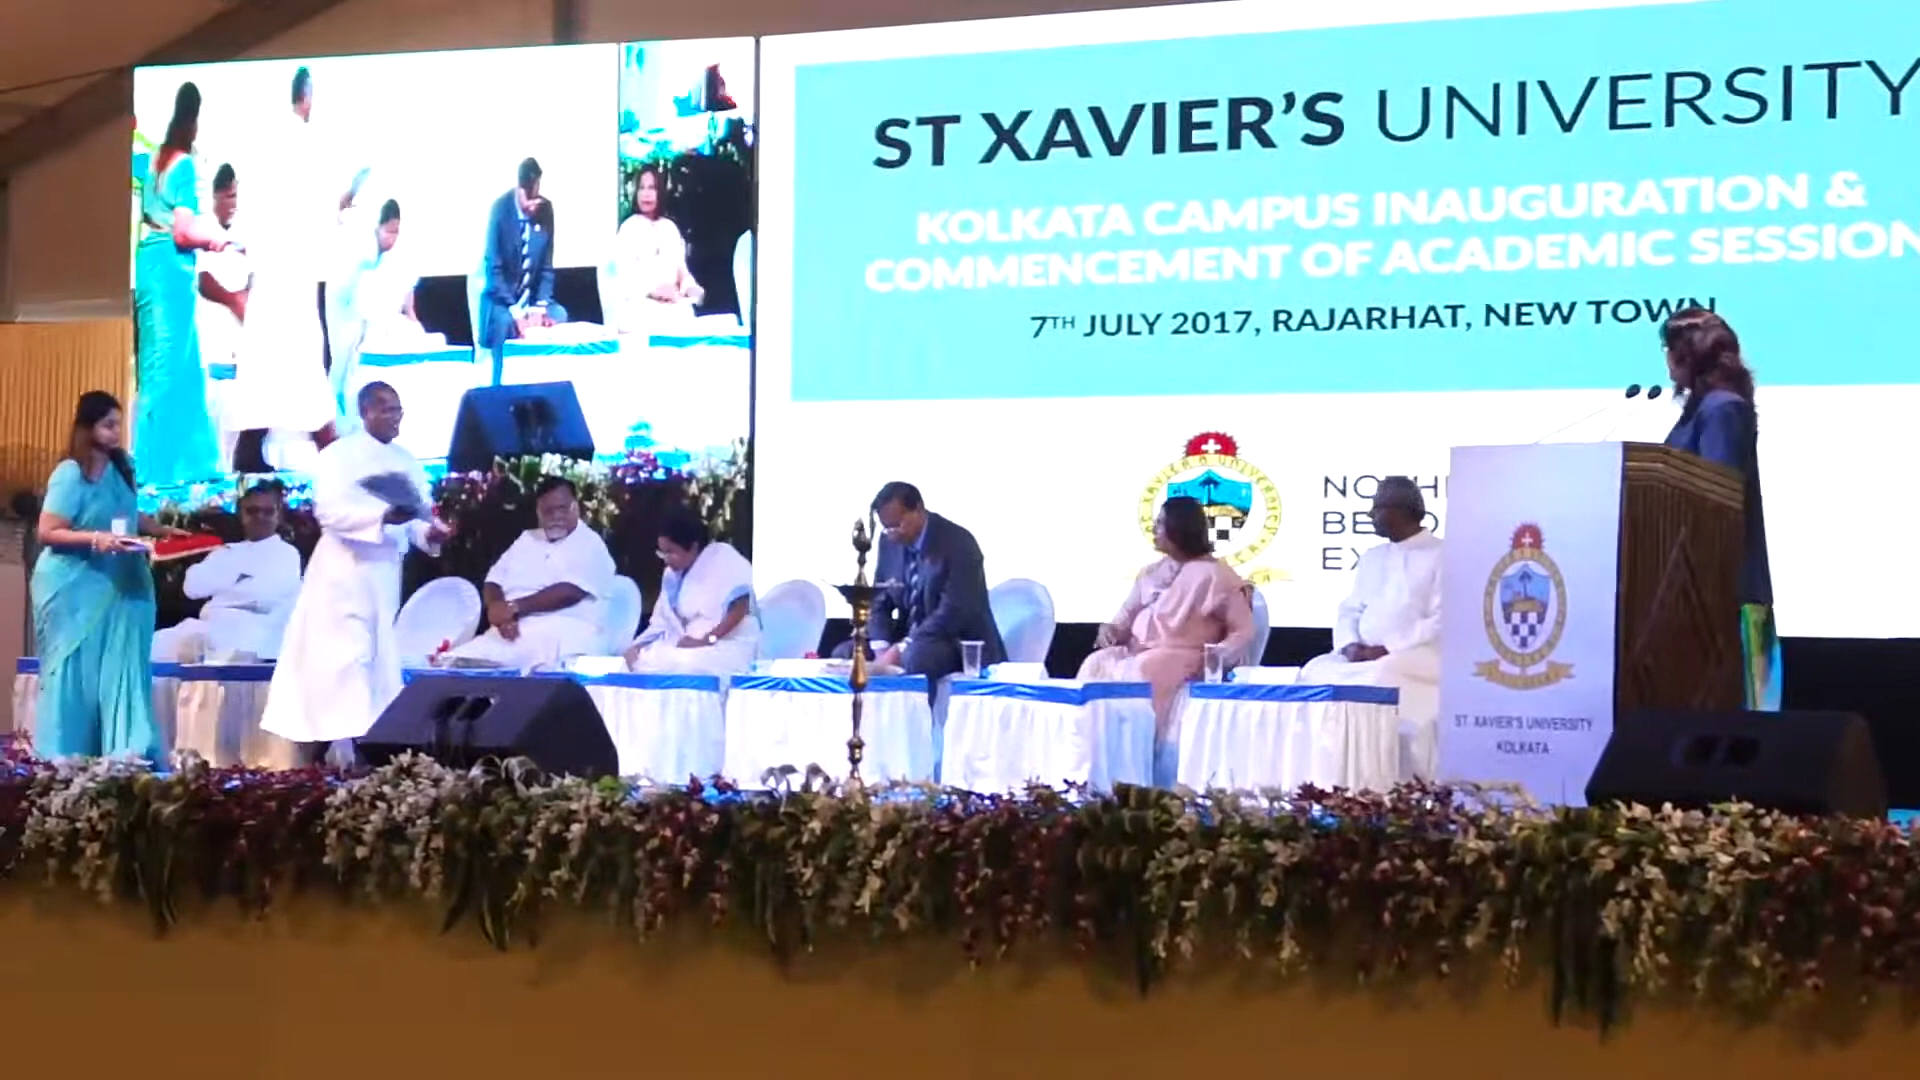 ST XAVIER'S UNIVERSITY
KOLKATA CAMPUS INAUGURATION &
COMMENCEMENT OF ACADEMIC SESSION
7TH JULY 2017, RAJARHAT, NEW TOWN
ST. XAVIER'S UNIVERSITY
KOLKATA